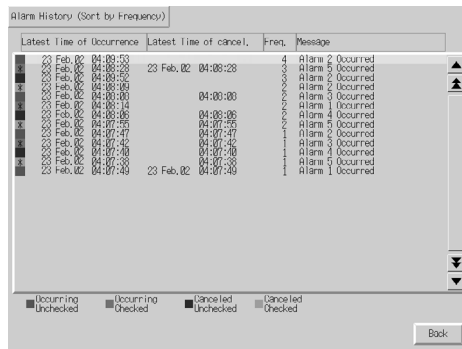 Alarm History (Sort by Frequency)
Latest Time of Occurrence Latest Time of cancel. Freq. Message
23 Feb.02 04:09:53 4 Alarm 2 Occurred
* 23 Feb.02 04:08:28 23 Feb.02 04:08:28 3 Alarm 5 Occurred
23 Feb.02 04:09:52 3 Alarm 2 Occurred
* 23 Feb.02 04:08:09 2 Alarm 2 Occurred
23 Feb.02 04:08:08 04:08:08 2 Alarm 3 Occurred
* 23 Feb.02 04:08:14 2 Alarm 1 Occurred
23 Feb.02 04:08:06 04:08:06 2 Alarm 4 Occurred
* 23 Feb.02 04:07:55 04:07:55 2 Alarm 5 Occurred
23 Feb.02 04:07:47 04:07:47 1 Alarm 2 Occurred
* 23 Feb.02 04:07:42 04:07:42 1 Alarm 3 Occurred
23 Feb.02 04:07:40 04:07:40 1 Alarm 4 Occurred
* 23 Feb.02 04:07:38 04:07:38 1 Alarm 5 Occurred
23 Feb.02 04:07:49 23 Feb.02 04:07:49 1 Alarm 1 Occurred
Occurring Occurring Canceled Canceled
Unchecked Checked Unchecked Checked
Back